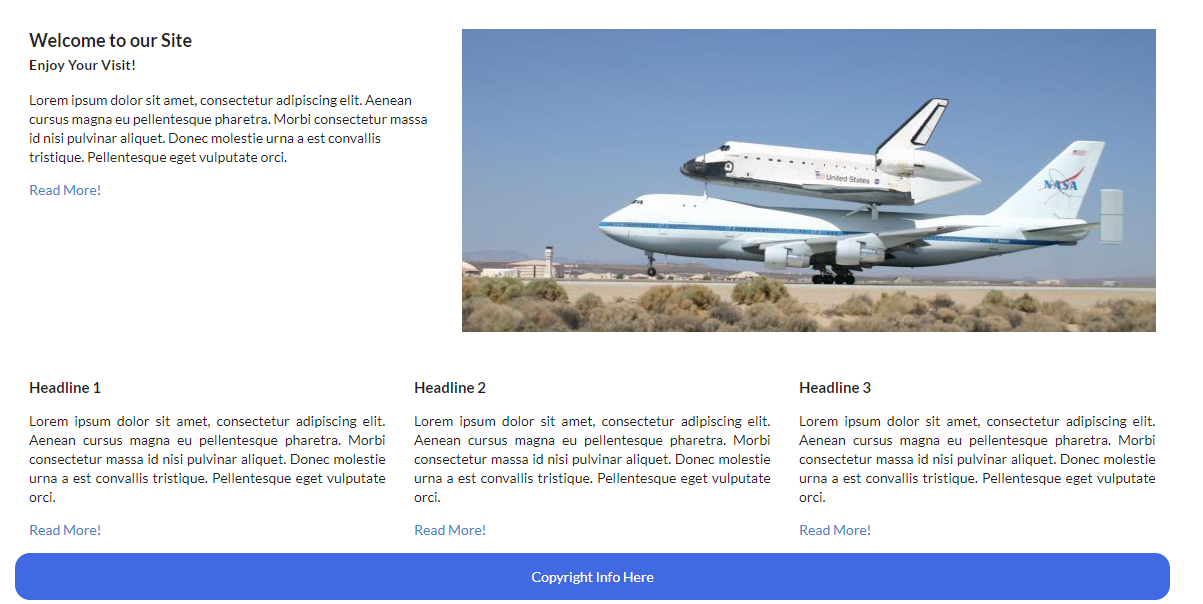 Welcome to our Site
Enjoy Your Visit!
Lorem ipsum dolor sit amet, consectetur adipiscing elit. Aenean
cursus magna eu pellentesque pharetra. Morbi consectetur massa
id nisi pulvinar aliquet. Donec molestie urna a est convallis
tristique. Pellentesque eget vulputate orci.
Read More!
United States
NASA
Headline 1
Lorem ipsum dolor sit amet, consectetur adipiscing elit.
Aenean cursus magna eu pellentesque pharetra. Morbi
consectetur massa id nisi pulvinar aliquet. Donec molestie
urna a est convallis tristique. Pellentesque eget vulputate
orci.
Read More!
Headline 2
Lorem ipsum dolor sit amet, consectetur adipiscing elit.
Aenean cursus magna eu pellentesque pharetra. Morbi
consectetur massa id nisi pulvinar aliquet. Donec molestie
urna a est convallis tristique. Pellentesque eget vulputate
orci.
Read More!
Headline 3
Lorem ipsum dolor sit amet, consectetur adipiscing elit.
Aenean cursus magna eu pellentesque pharetra. Morbi
consectetur massa id nisi pulvinar aliquet. Donec molestie
urna a est convallis tristique. Pellentesque eget vulputate
orci.
Read More!
Copyright Info Here